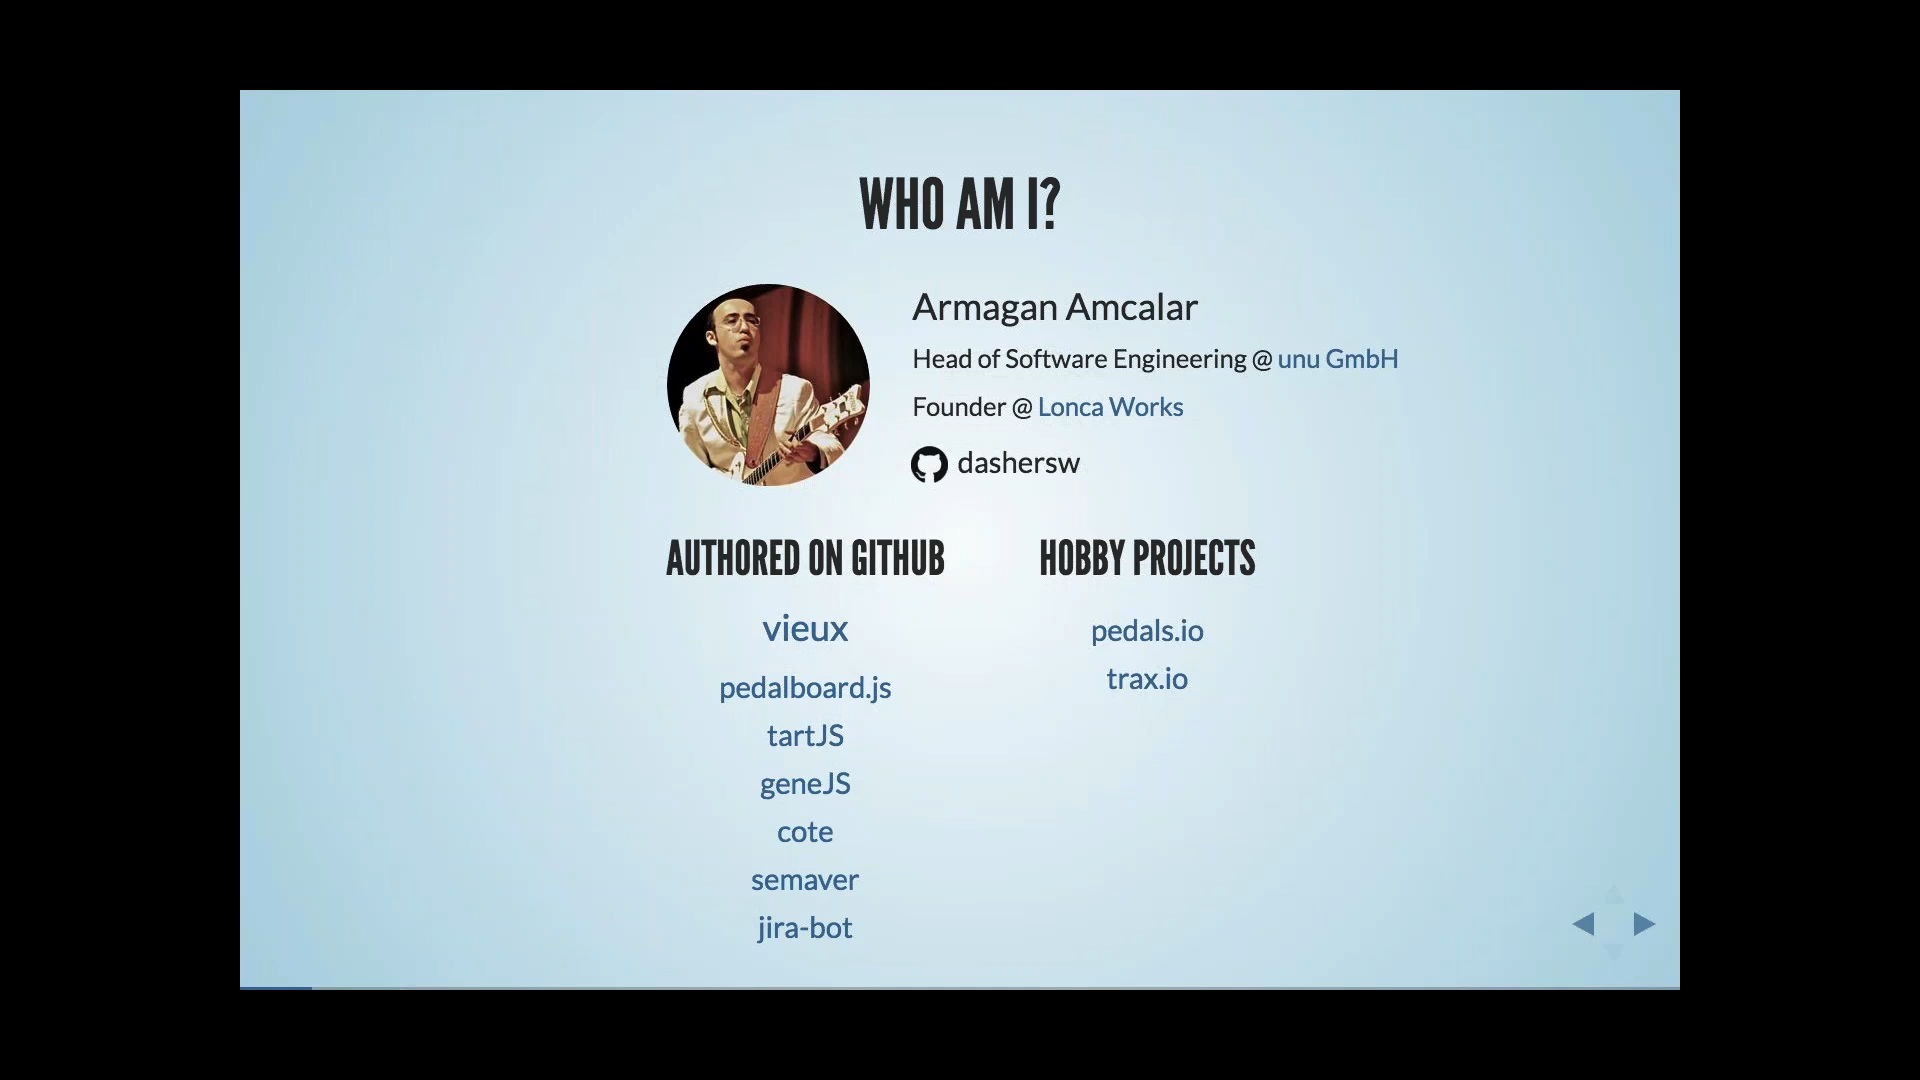 WHO AM I?
Armagan Amcalar
Head of Software Engineering @ unu GmbH
Founder @ Lonca Works
dashersw
AUTHORED ON GITHUB
vieux
pedalboard.js
tartJS
geneJS
cote
semaver
jira-bot
HOBBY PROJECTS
pedals.io
trax.io